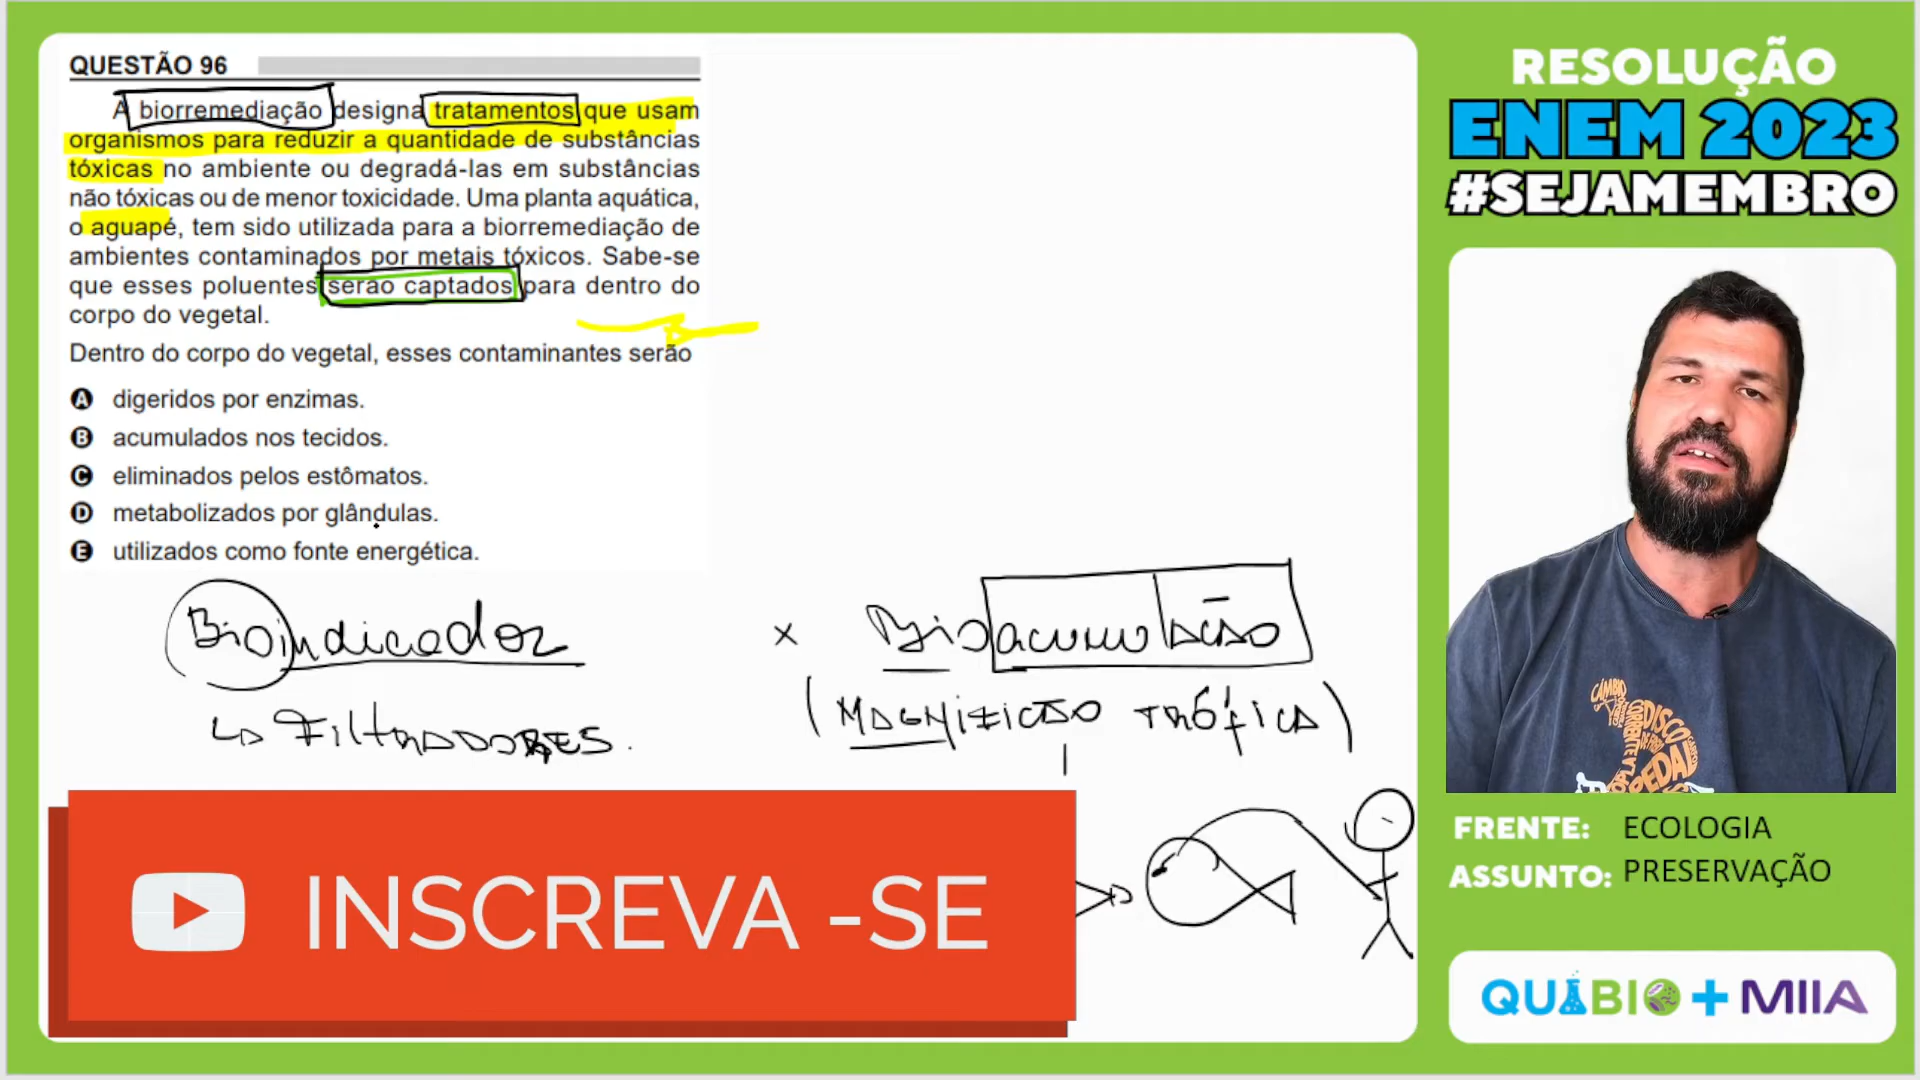 QUESTÃO 96
A biorremediação designa tratamentos que usam
organismos para reduzir a quantidade de substâncias
tóxicas no ambiente ou degradá-las em substâncias
não tóxicas ou de menor toxicidade. Uma planta aquática,
o aguapé, tem sido utilizada para a biorremediação de
ambientes contaminados por metais tóxicos. Sabe-se
que esses poluentes serão captados para dentro do
corpo do vegetal.
Dentro do corpo do vegetal, esses contaminantes serão
A digeridos por enzimas.
B acumulados nos tecidos.
C eliminados pelos estômatos.
D metabolizados por glândulas.
E utilizados como fonte energética.
Bioindicador x Bioacumulação
↳ FILTRADORES. (MAGNIFICAÇÃO TRÓFICA)
INSCREVA -SE
RESOLUÇÃO
ENEM 2023
#SEJAMEMBRO
CÂMBIO
DISCO
PEDAL
FRENTE: ECOLOGIA
ASSUNTO: PRESERVAÇÃO
QUÍBIO + MIIA